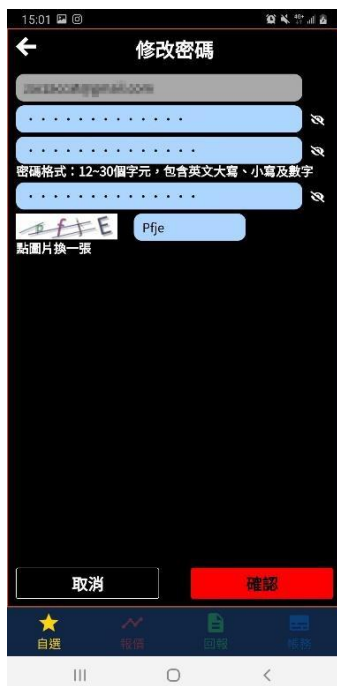 15:01
修改密碼
密碼格式：12~30個字元，包含英文大寫、小寫及數字
p f j E
Pfje
點圖片換一張
取消
確認
自選
報價
回報
帳務